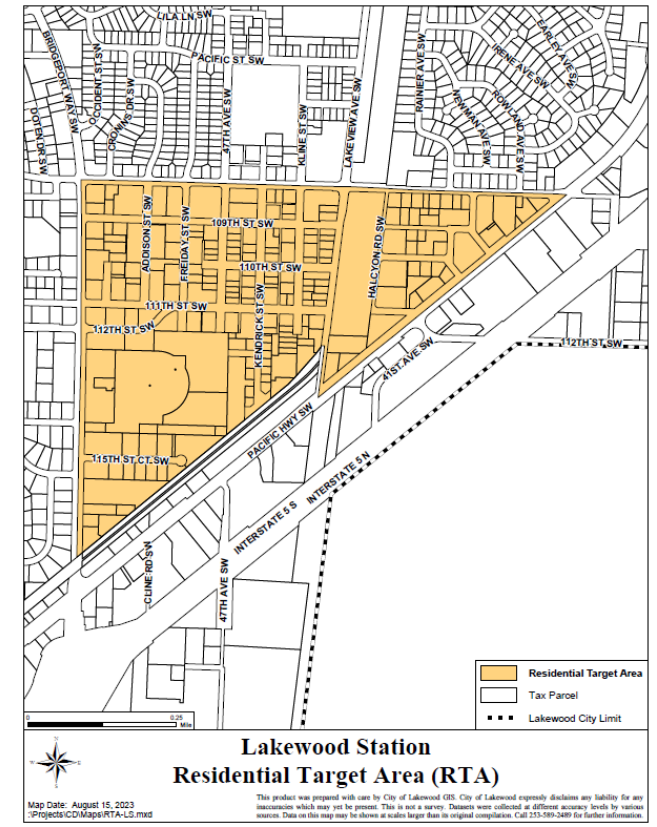 LILA LN SW
EARLEY AVE SW
BRIDGEPORT WAY SW
OCCIDENT ST SW
PACIFIC ST SW
RENE AVE SW
CRONINS DR SW
47TH AVE SW
KLINE ST SW
LAKEVIEW AVE SW
RAINIER AVE SW
NEWMAN AVE SW
ROWLAND AVE SW
DOTEN DR SW
ADDISON ST SW
FREIDAY ST SW
109TH ST SW
HALCYON RD SW
110TH ST SW
111TH ST SW
KENDRICK ST SW
112TH ST SW
112TH ST SW
41ST AVE SW
PACIFIC HWY SW
115TH ST CT SW
INTERSTATE 5 N
INTERSTATE 5 S
CLINE RD SW
47TH AVE SW
Residential Target Area
Tax Parcel
Lakewood City Limit
0 0.25
Mile
Lakewood Station
Residential Target Area (RTA)
N
W E
S
Map Date: August 15, 2023
:\Projects\CD\Maps\RTA-LS.mxd
This product was prepared with care by City of Lakewood GIS. City of Lakewood expressly disclaims any liability for any
inaccuracies which may yet be present. This is not a survey. Datasets were collected at different accuracy levels by various
sources. Data on this map may be shown at scales larger than its original compilation. Call 253-589-2489 for further information.